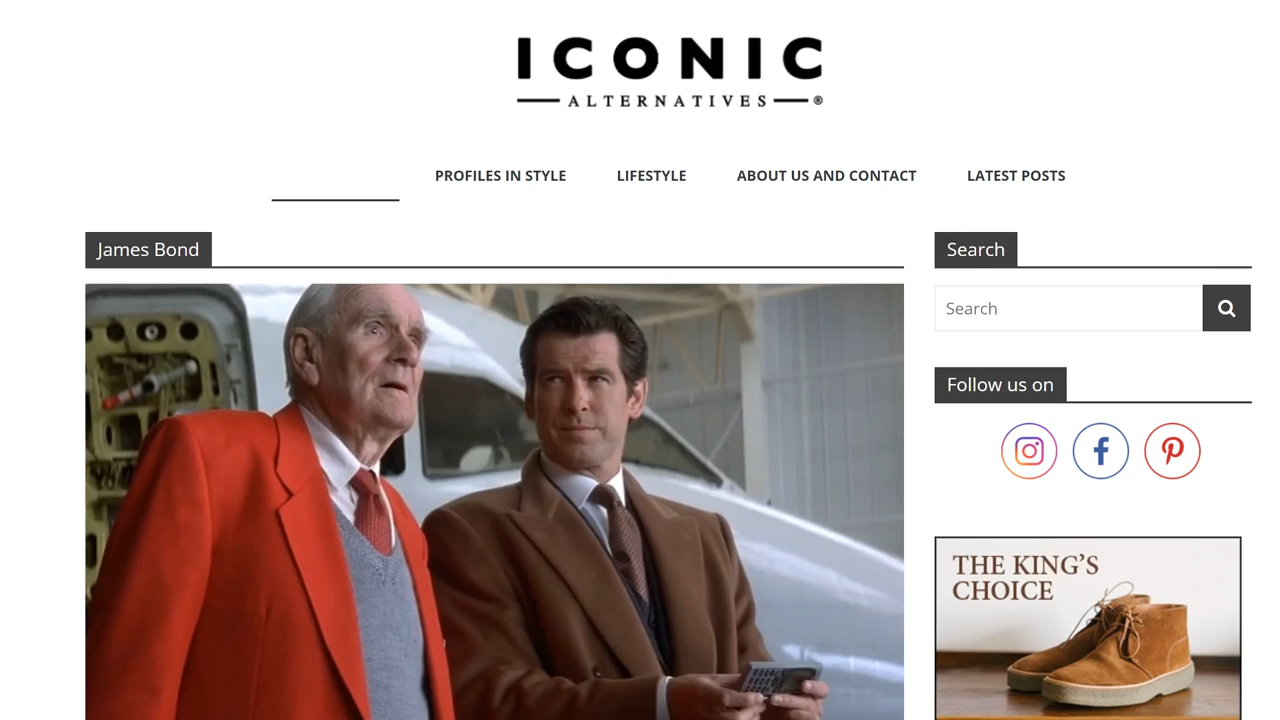 ICONIC
ALTERNATIVES®
PROFILES IN STYLE LIFESTYLE ABOUT US AND CONTACT LATEST POSTS
James Bond
Search
Search
Follow us on
THE KING'S
CHOICE